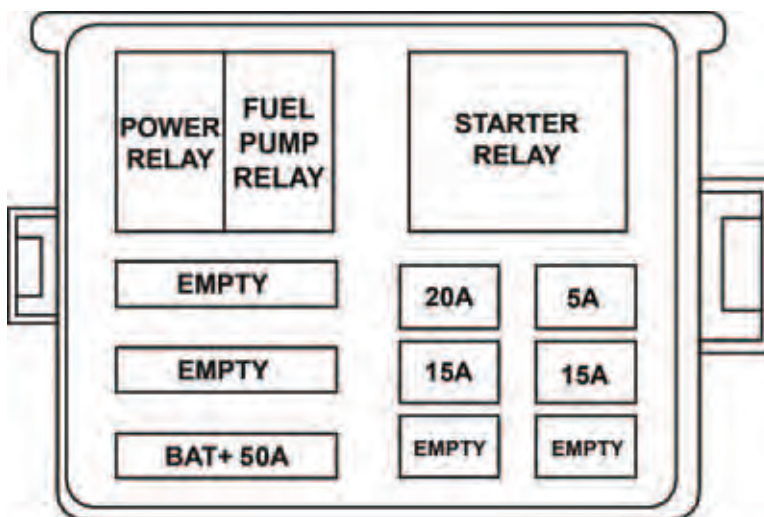 POWER
RELAY
FUEL
PUMP
RELAY
STARTER
RELAY
EMPTY
EMPTY
BAT+ 50A
20A
5A
15A
15A
EMPTY
EMPTY